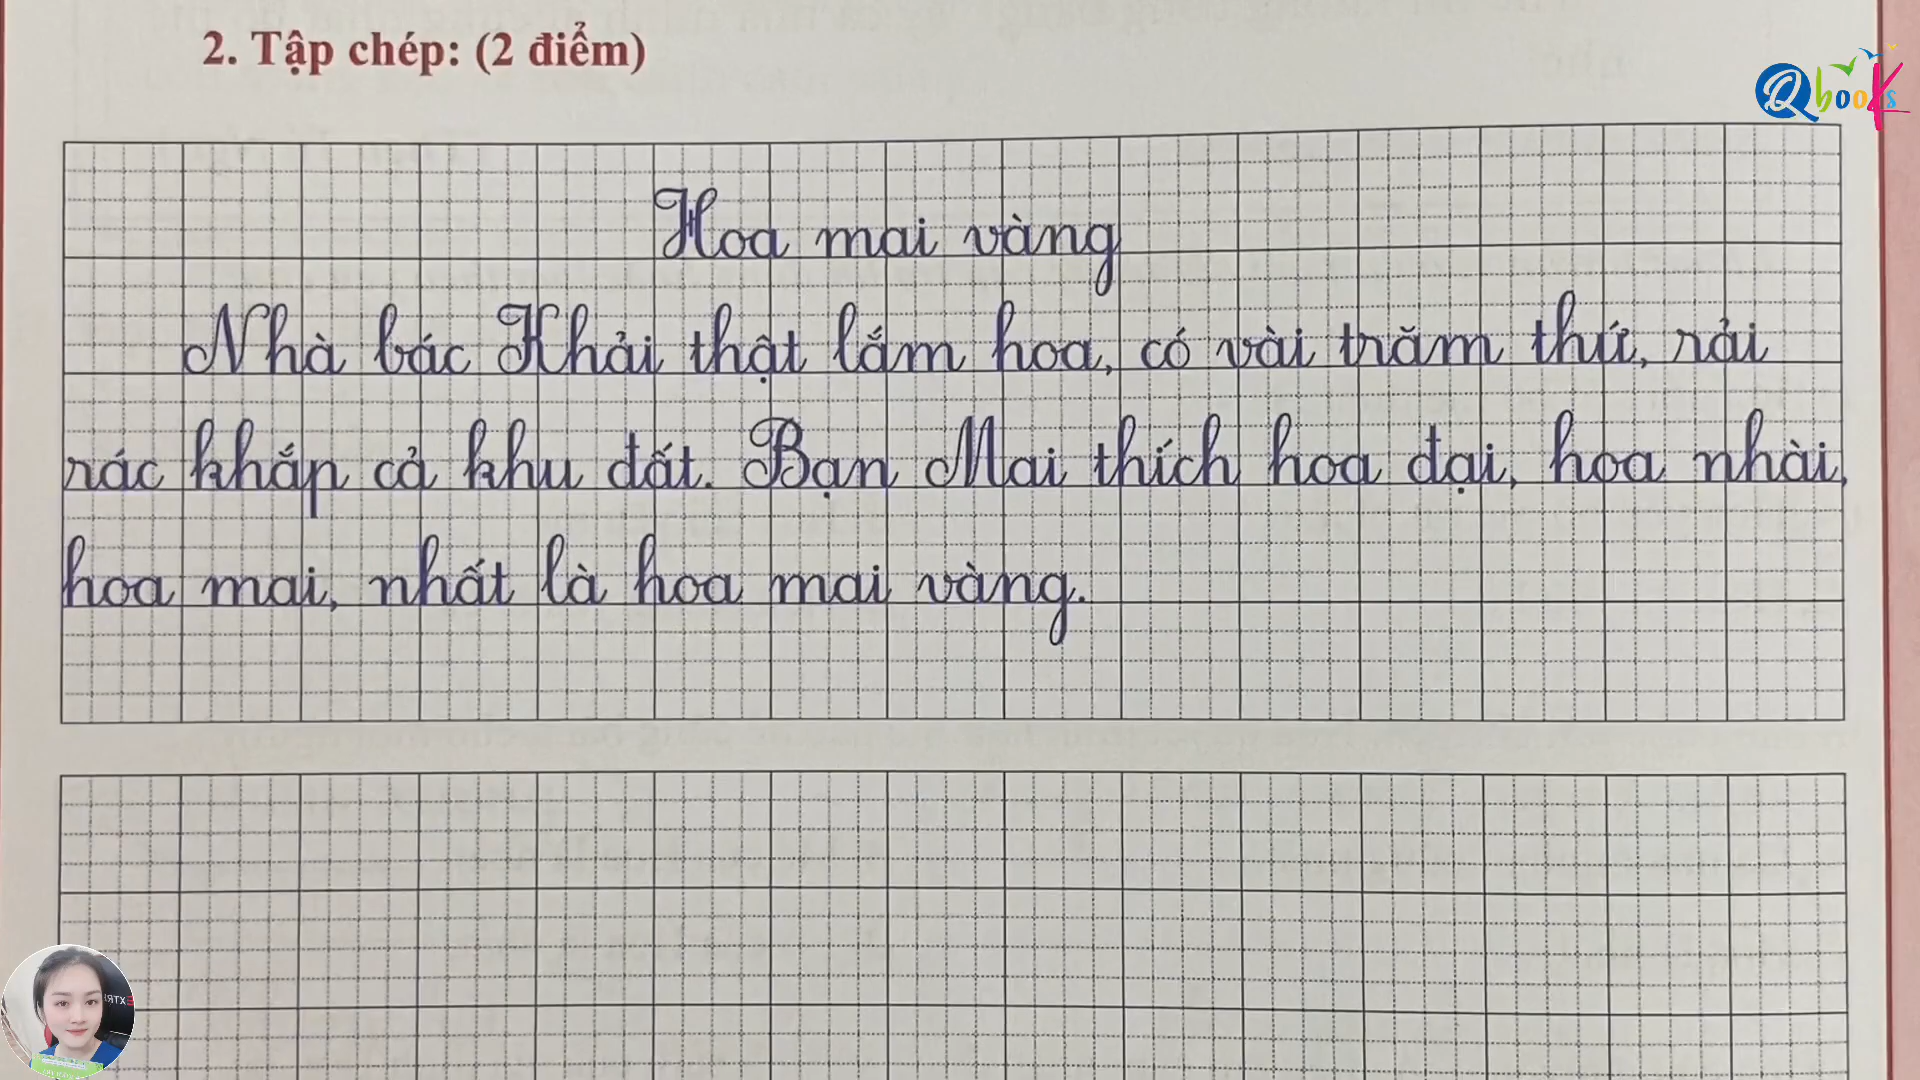 2. Tập chép: (2 điểm)
Qbooks
Hoa mai vàng
Nhà bác Khải thật lắm hoa, có vài trăm thứ, rải
rác khắp cả khu đất. Bạn Mai thích hoa dại, hoa nhài,
hoa mai, nhất là hoa mai vàng.